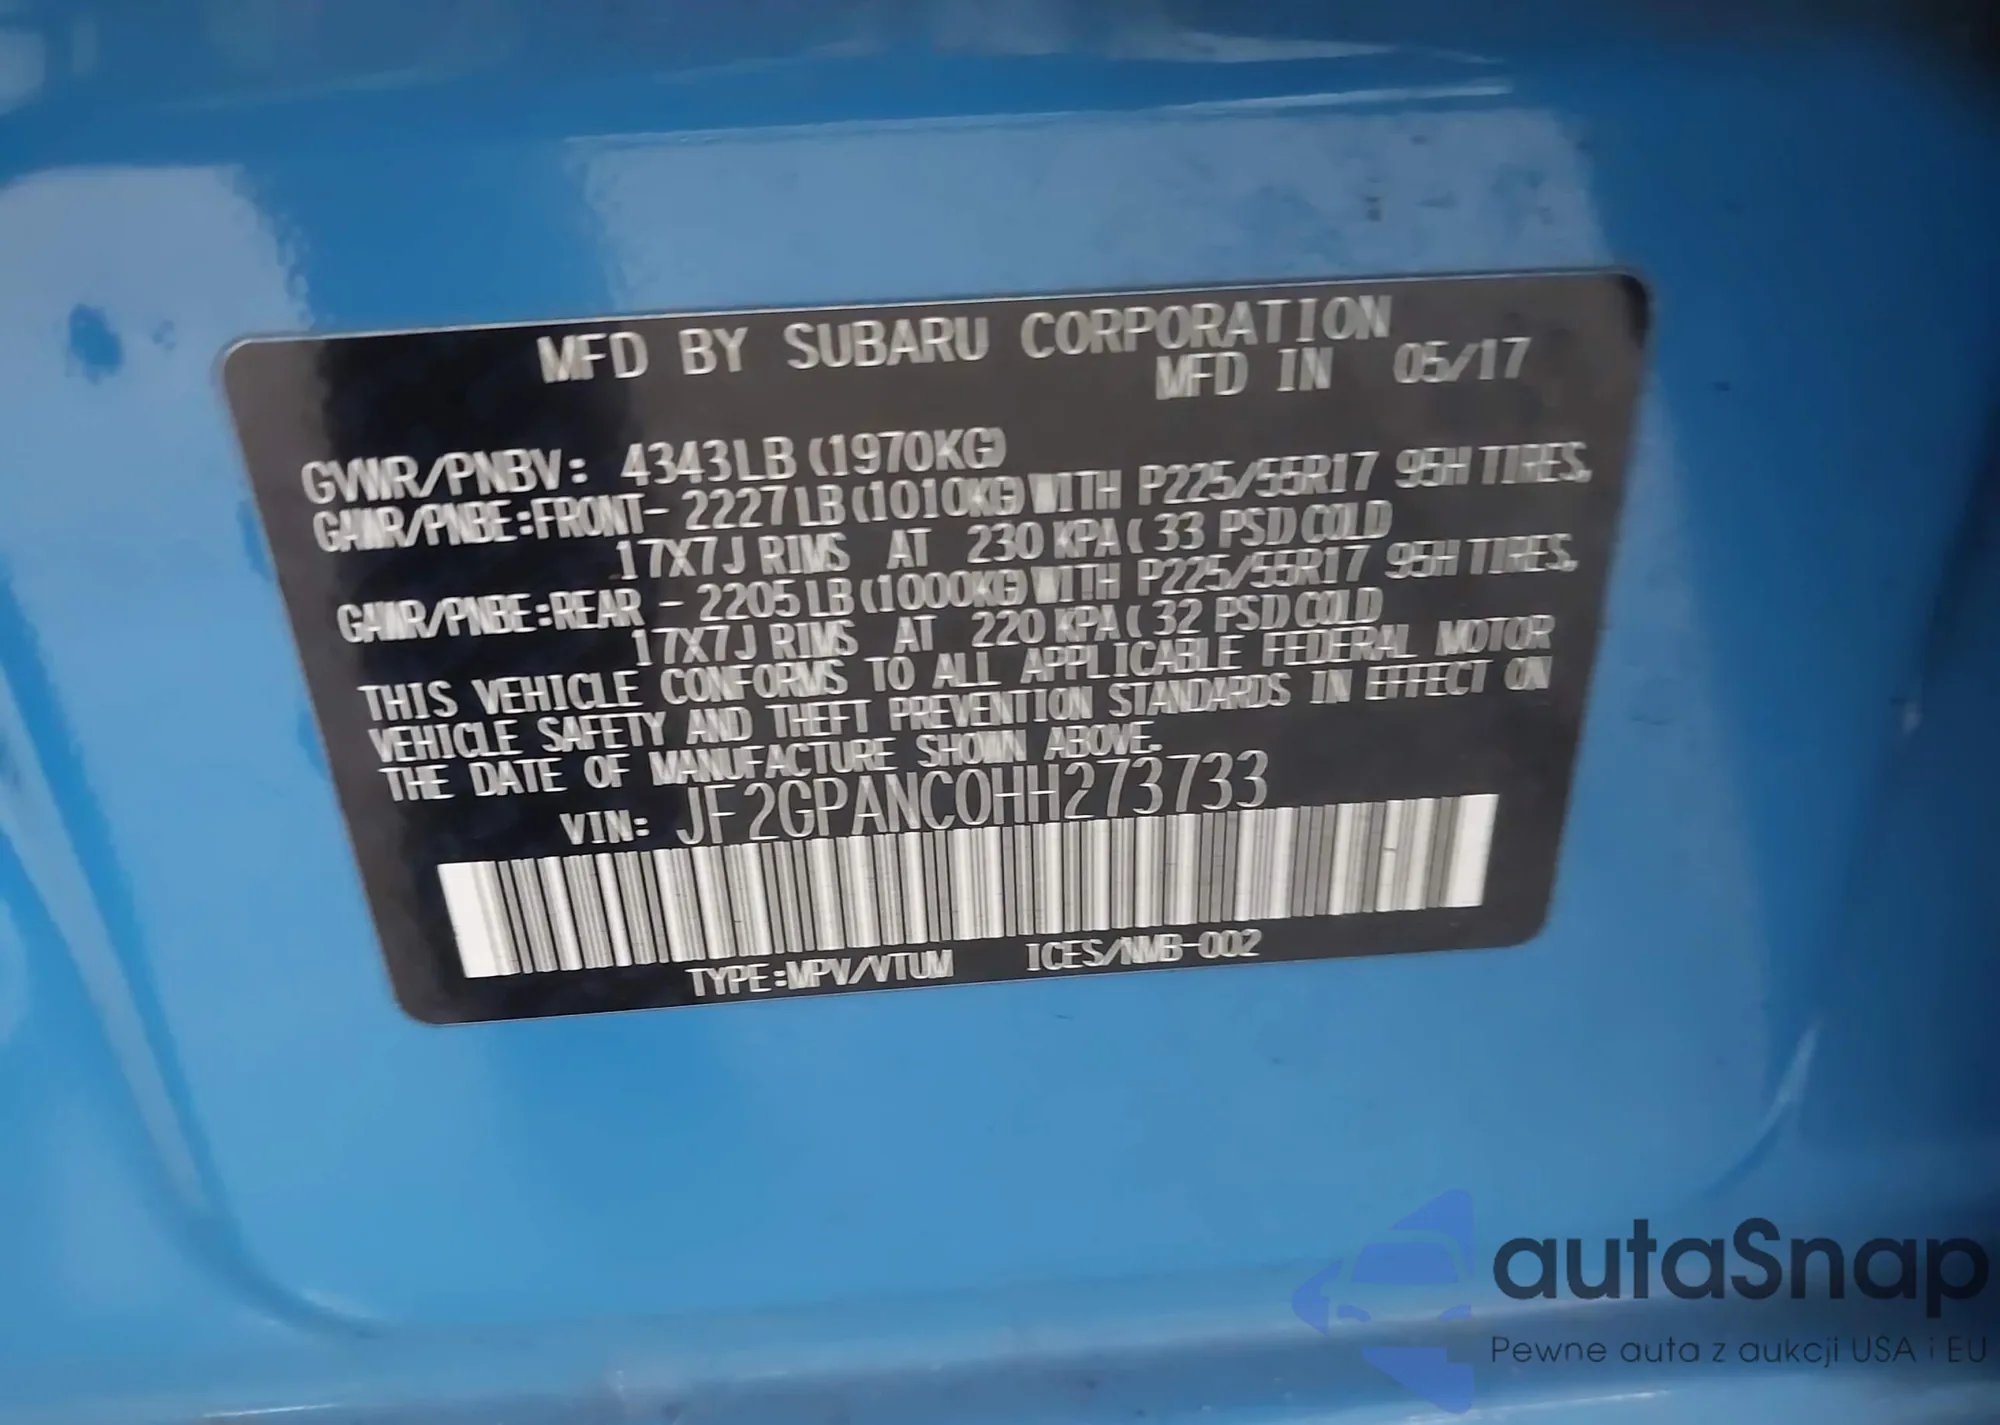 MFD BY SUBARU CORPORATION
MFD IN 05/17
GVWR/PNBV: 4343LB (1970KG)
GAWR/PNBE:FRONT- 2227LB(1010KG)WITH P225/55R17 95H TIRES,
17X7J RIMS AT 230 KPA( 33 PSI)COLD
GAWR/PNBE:REAR - 2205LB(1000KG)WITH P225/55R17 95H TIRES,
17X7J RIMS AT 220 KPA( 32 PSI)COLD
THIS VEHICLE CONFORMS TO ALL APPLICABLE FEDERAL MOTOR
VEHICLE SAFETY AND THEFT PREVENTION STANDARDS IN EFFECT ON
THE DATE OF MANUFACTURE SHOWN ABOVE.
VIN: JF2GPANC0HH273733
TYPE:MPV/VTUM ICES/NMB-002
autaSnap
Pewne auta z aukcji USA i EU